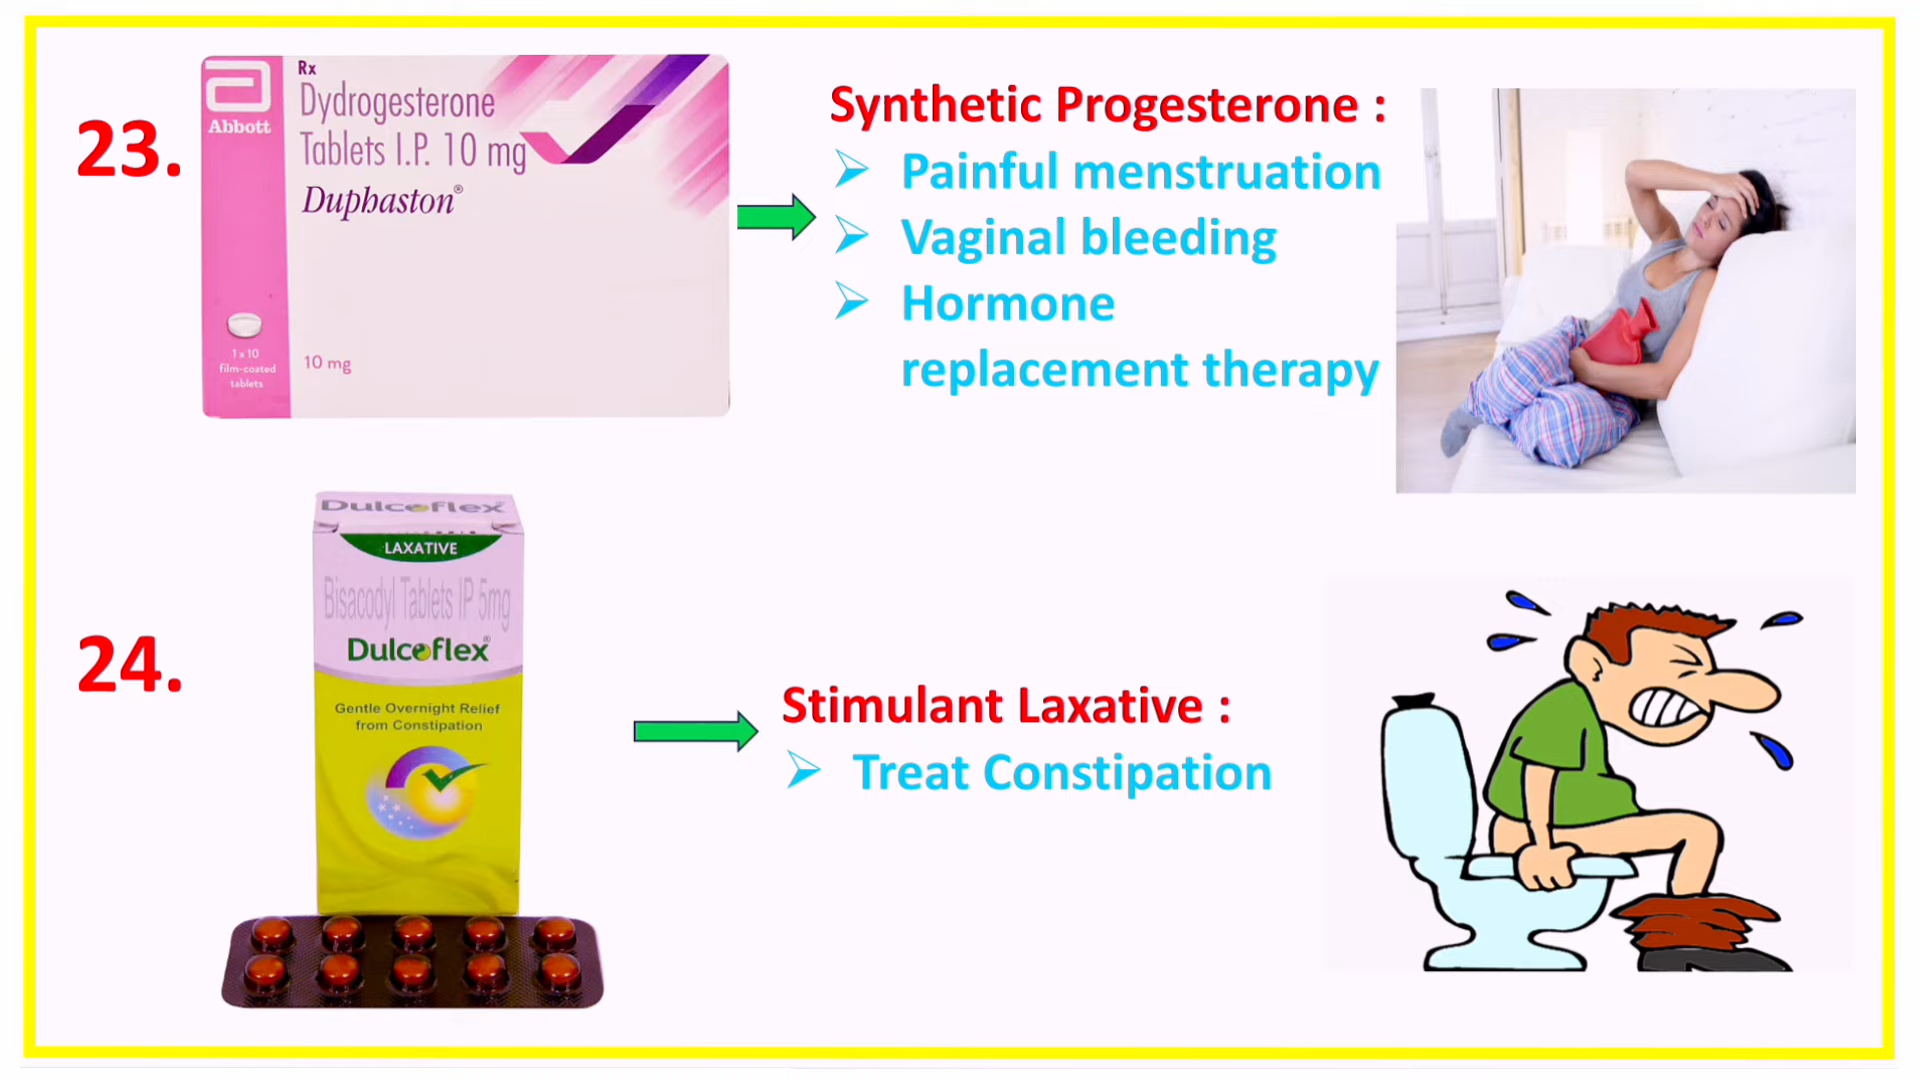 23.
Abbott
Rx
Dydrogesterone
Tablets I.P. 10 mg
Duphaston®
1 x 10
film-coated
tablets
10 mg
Synthetic Progesterone :
Painful menstruation
Vaginal bleeding
Hormone
replacement therapy
24.
Dulcoflex
LAXATIVE
Bisacodyl Tablets IP 5mg
Dulcoflex®
Gentle Overnight Relief
from Constipation
Stimulant Laxative :
Treat Constipation